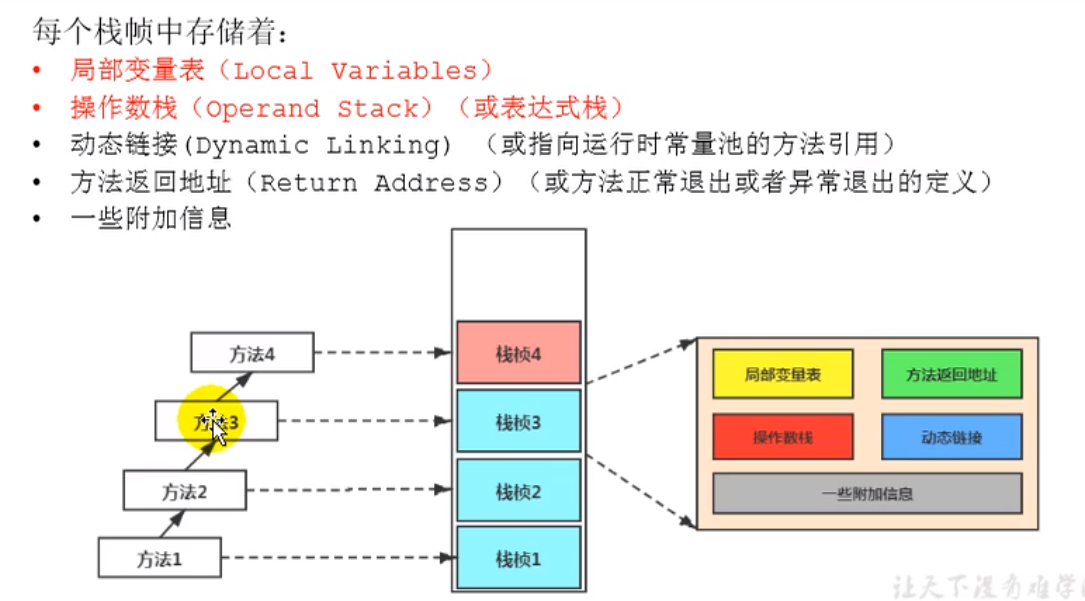 每个栈帧中存储着：
• 局部变量表（Local Variables）
• 操作数栈（Operand Stack）（或表达式栈）
• 动态链接(Dynamic Linking) （或指向运行时常量池的方法引用）
• 方法返回地址（Return Address）（或方法正常退出或者异常退出的定义）
• 一些附加信息
方法4
栈桢4
局部变量表
方法返回地址
方法3
栈桢3
操作数栈
动态链接
方法2
栈桢2
一些附加信息
方法1
栈桢1
让天下没有难学